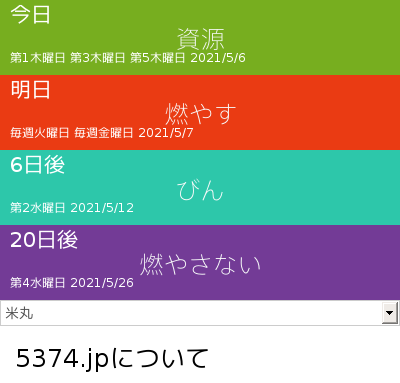 今日
資源
第1木曜日 第3木曜日 第5木曜日 2021/5/6
明日
燃やす
毎週火曜日 毎週金曜日 2021/5/7
6日後
びん
第2水曜日 2021/5/12
20日後
燃やさない
第4水曜日 2021/5/26
米丸
5374.jpについて